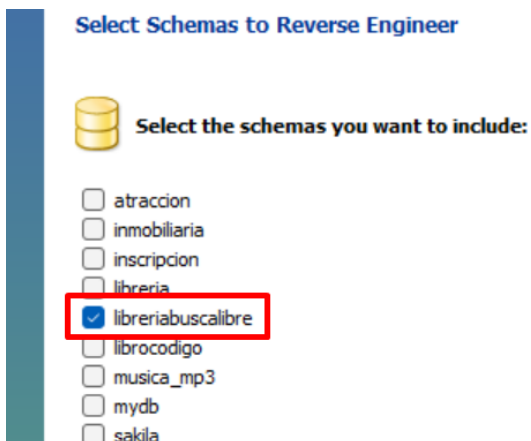 Select Schemas to Reverse Engineer
Select the schemas you want to include:
atraccion
inmobiliaria
inscripcion
libreria
libreriabuscalibre
librocodigo
musica_mp3
mydb
sakila